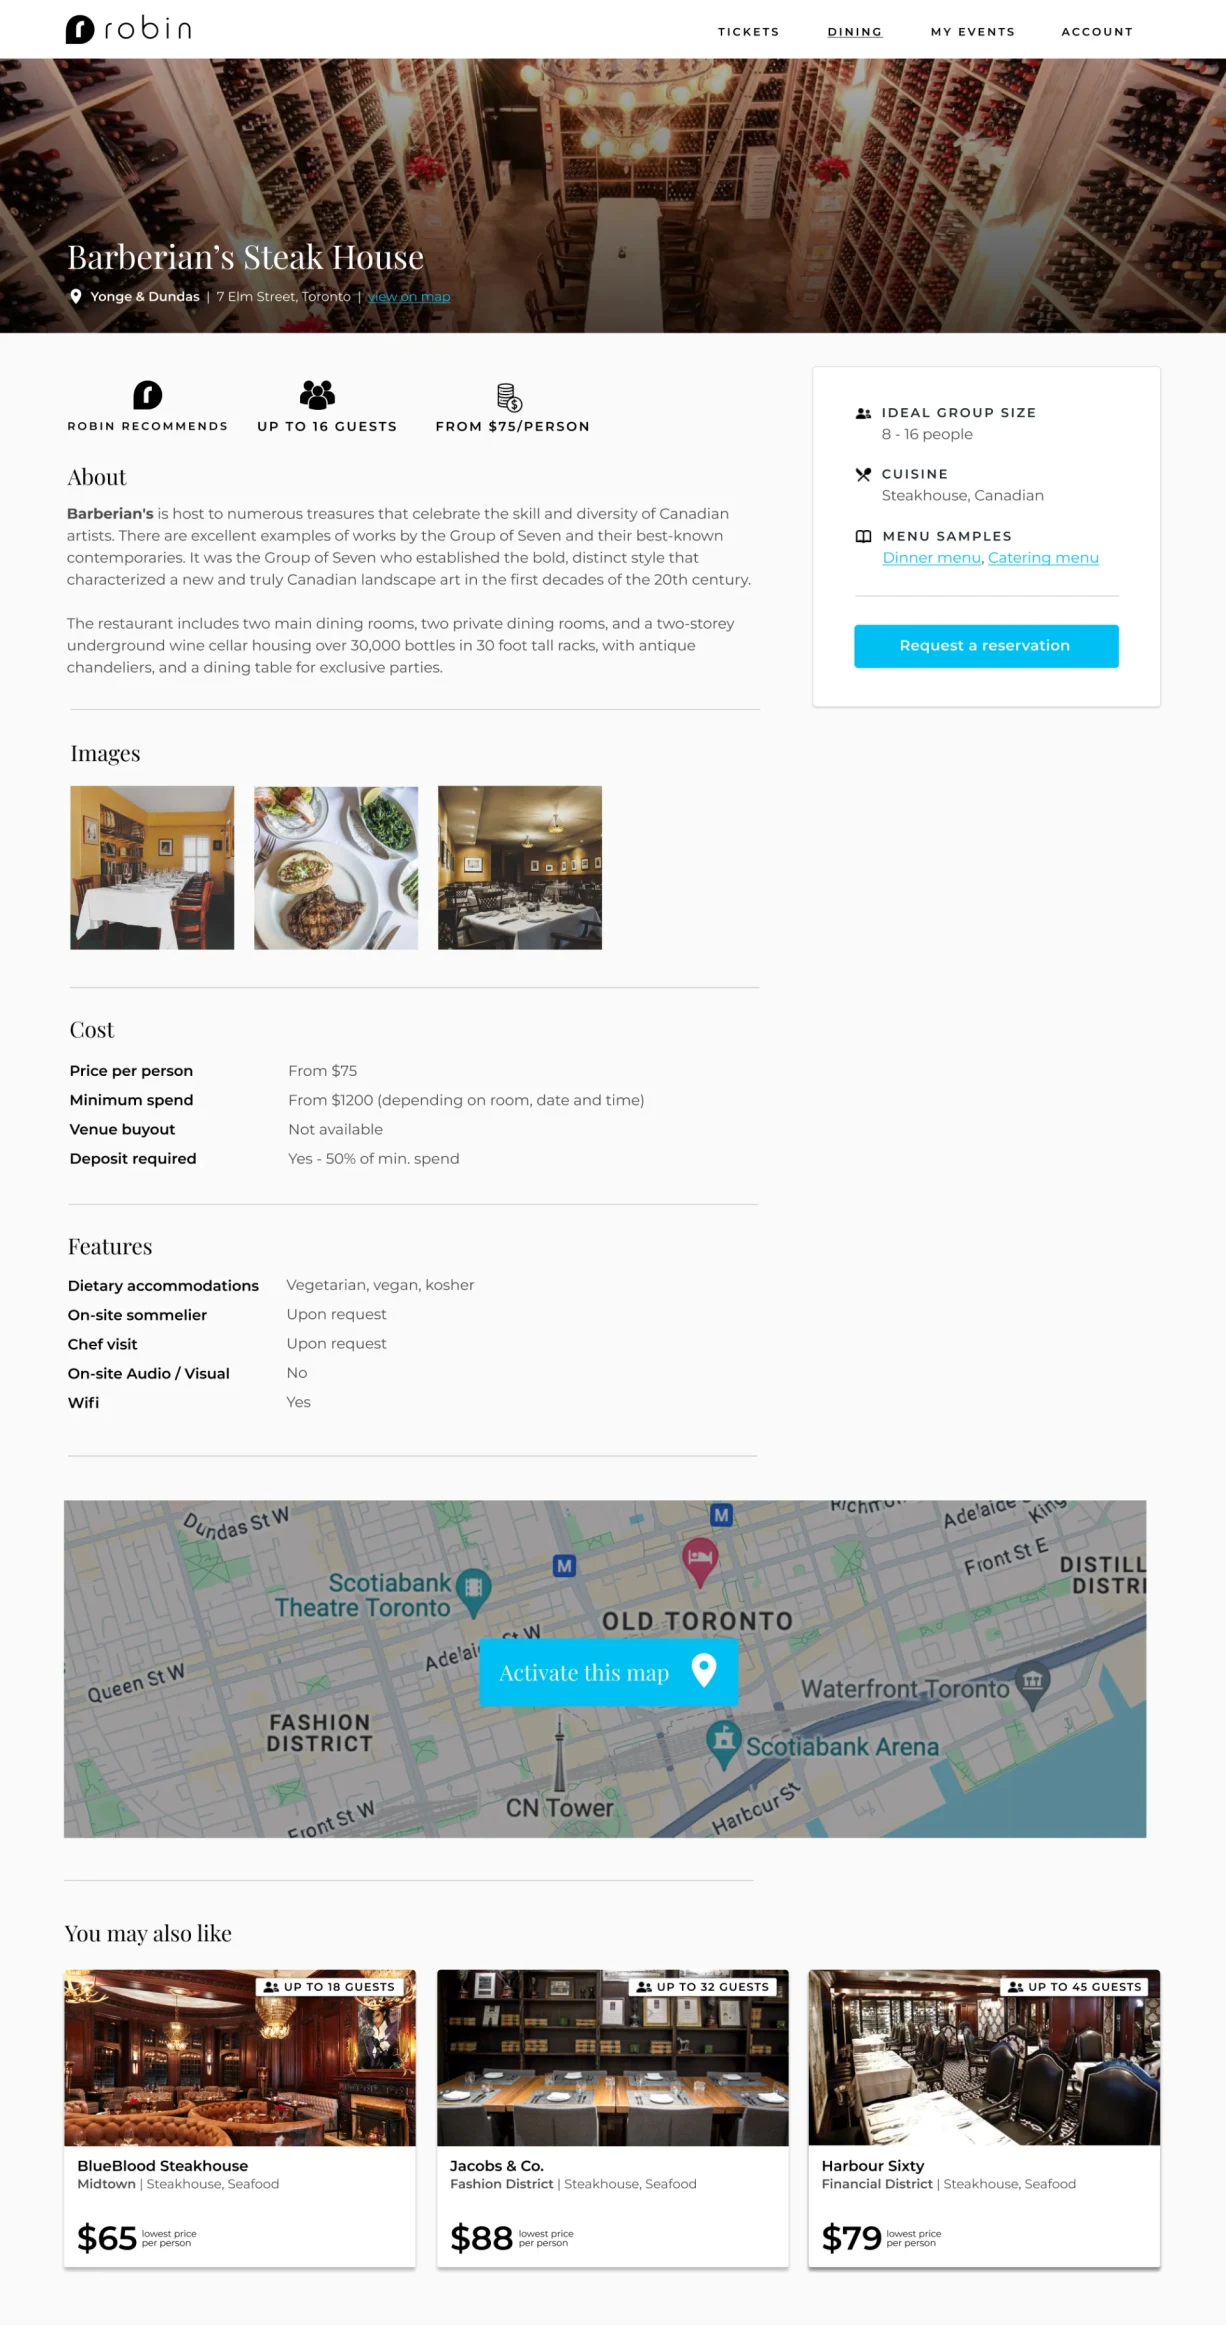 robin
TICKETS
DINING
MY EVENTS
ACCOUNT
Barberian’s Steak House
Yonge & Dundas | 7 Elm Street, Toronto | view on map
ROBIN RECOMMENDS
UP TO 16 GUESTS
FROM $75/PERSON
About
Barberian's is host to numerous treasures that celebrate the skill and diversity of Canadian
artists. There are excellent examples of works by the Group of Seven and their best-known
contemporaries. It was the Group of Seven who established the bold, distinct style that
characterized a new and truly Canadian landscape art in the first decades of the 20th century.
The restaurant includes two main dining rooms, two private dining rooms, and a two-storey
underground wine cellar housing over 30,000 bottles in 30 foot tall racks, with antique
chandeliers, and a dining table for exclusive parties.
IDEAL GROUP SIZE
8 - 16 people
CUISINE
Steakhouse, Canadian
MENU SAMPLES
Dinner menu, Catering menu
Request a reservation
Images
Cost
Price per person From $75
Minimum spend From $1200 (depending on room, date and time)
Venue buyout Not available
Deposit required Yes - 50% of min. spend
Features
Dietary accommodations Vegetarian, vegan, kosher
On-site sommelier Upon request
Chef visit Upon request
On-site Audio / Visual No
Wifi Yes
Dundas St W
M
Adelaide
King
Front St E
DISTILL
DISTRI
M
Scotiabank
Theatre Toronto
OLD TORONTO
Queen St W
Activate this map
Waterfront Toronto
FASHION
DISTRICT
Scotiabank Arena
CN Tower
Harbour St
Front St W
You may also like
UP TO 18 GUESTS
BlueBlood Steakhouse
Midtown | Steakhouse, Seafood
$65 lowest price
per person
UP TO 32 GUESTS
Jacobs & Co.
Fashion District | Steakhouse, Seafood
$88 lowest price
per person
UP TO 45 GUESTS
Harbour Sixty
Financial District | Steakhouse, Seafood
$79 lowest price
per person